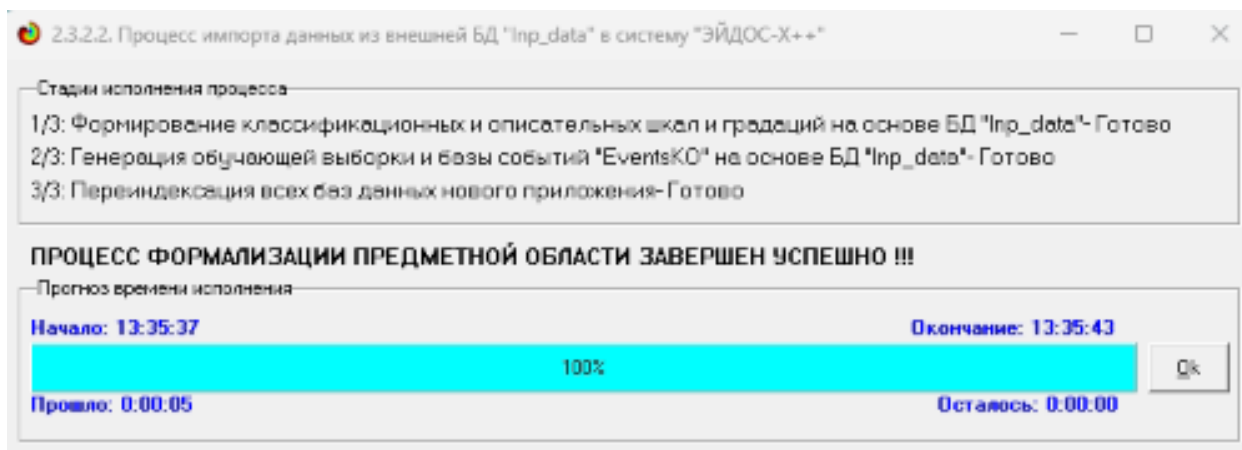 2.3.2.2. Процесс импорта данных из внешней БД "Inp_data" в систему "ЭЙДОС-X++"
Стадии исполнения процесса
1/3: Формирование классификационных и описательных шкал и градаций на основе БД "Inp_data"- Готово
2/3: Генерация обучающей выборки и базы событий "EventsKO" на основе БД "Inp_data"- Готово
3/3: Переиндексация всех баз данных нового приложения- Готово
ПРОЦЕСС ФОРМАЛИЗАЦИИ ПРЕДМЕТНОЙ ОБЛАСТИ ЗАВЕРШЕН УСПЕШНО !!!
Прогноз времени исполнения
Начало: 13:35:37 Окончание: 13:35:43
100% Ok
Прошло: 0:00:05 Осталось: 0:00:00